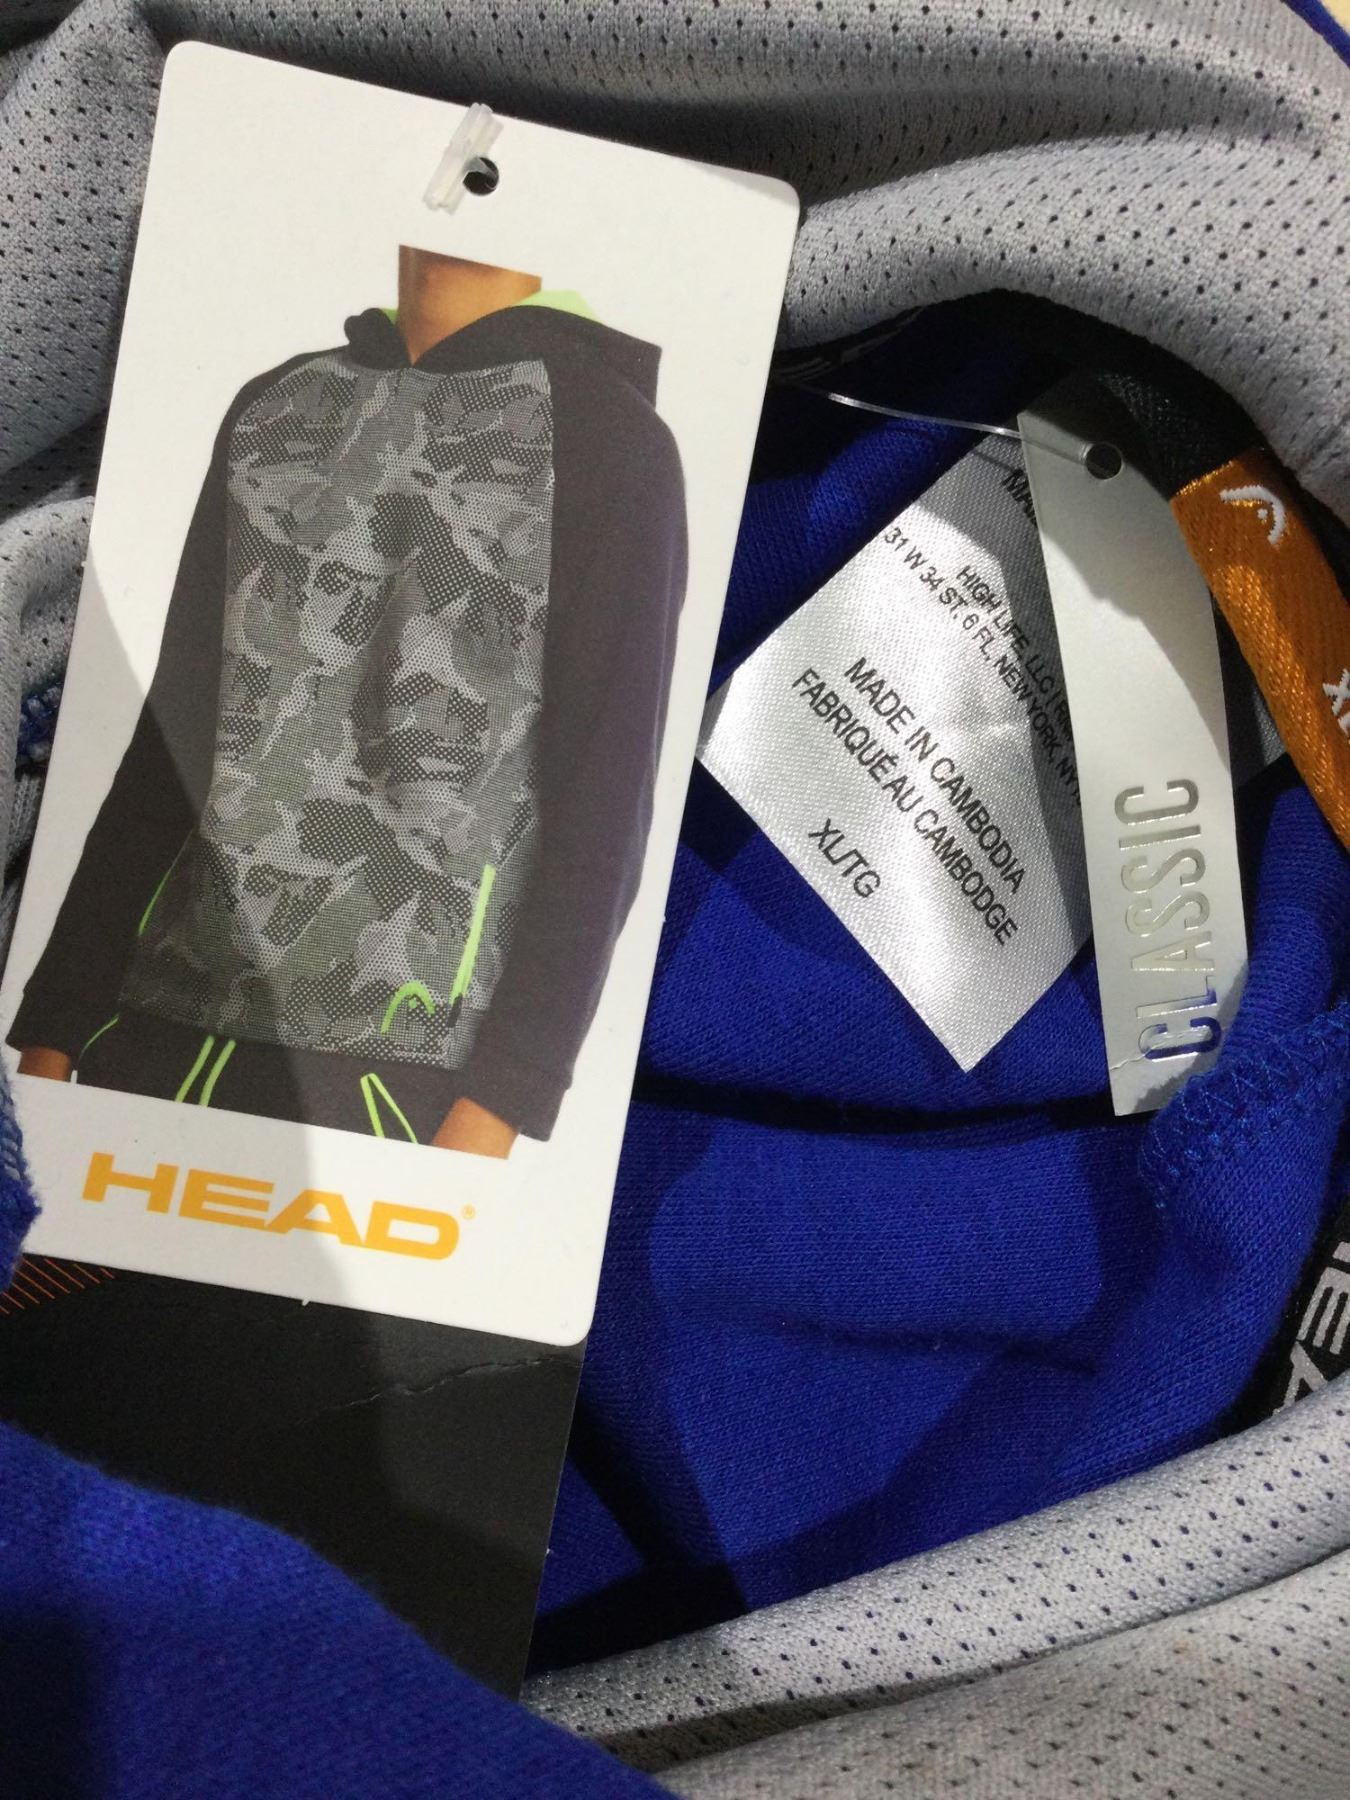 HEAD®
HIGH LIFE, LLC |
31 W 34 ST, 6 FL, NEW YORK, NY
MADE IN CAMBODIA
FABRIQUÉ AU CAMBODGE
XL/TG
CLASSIC